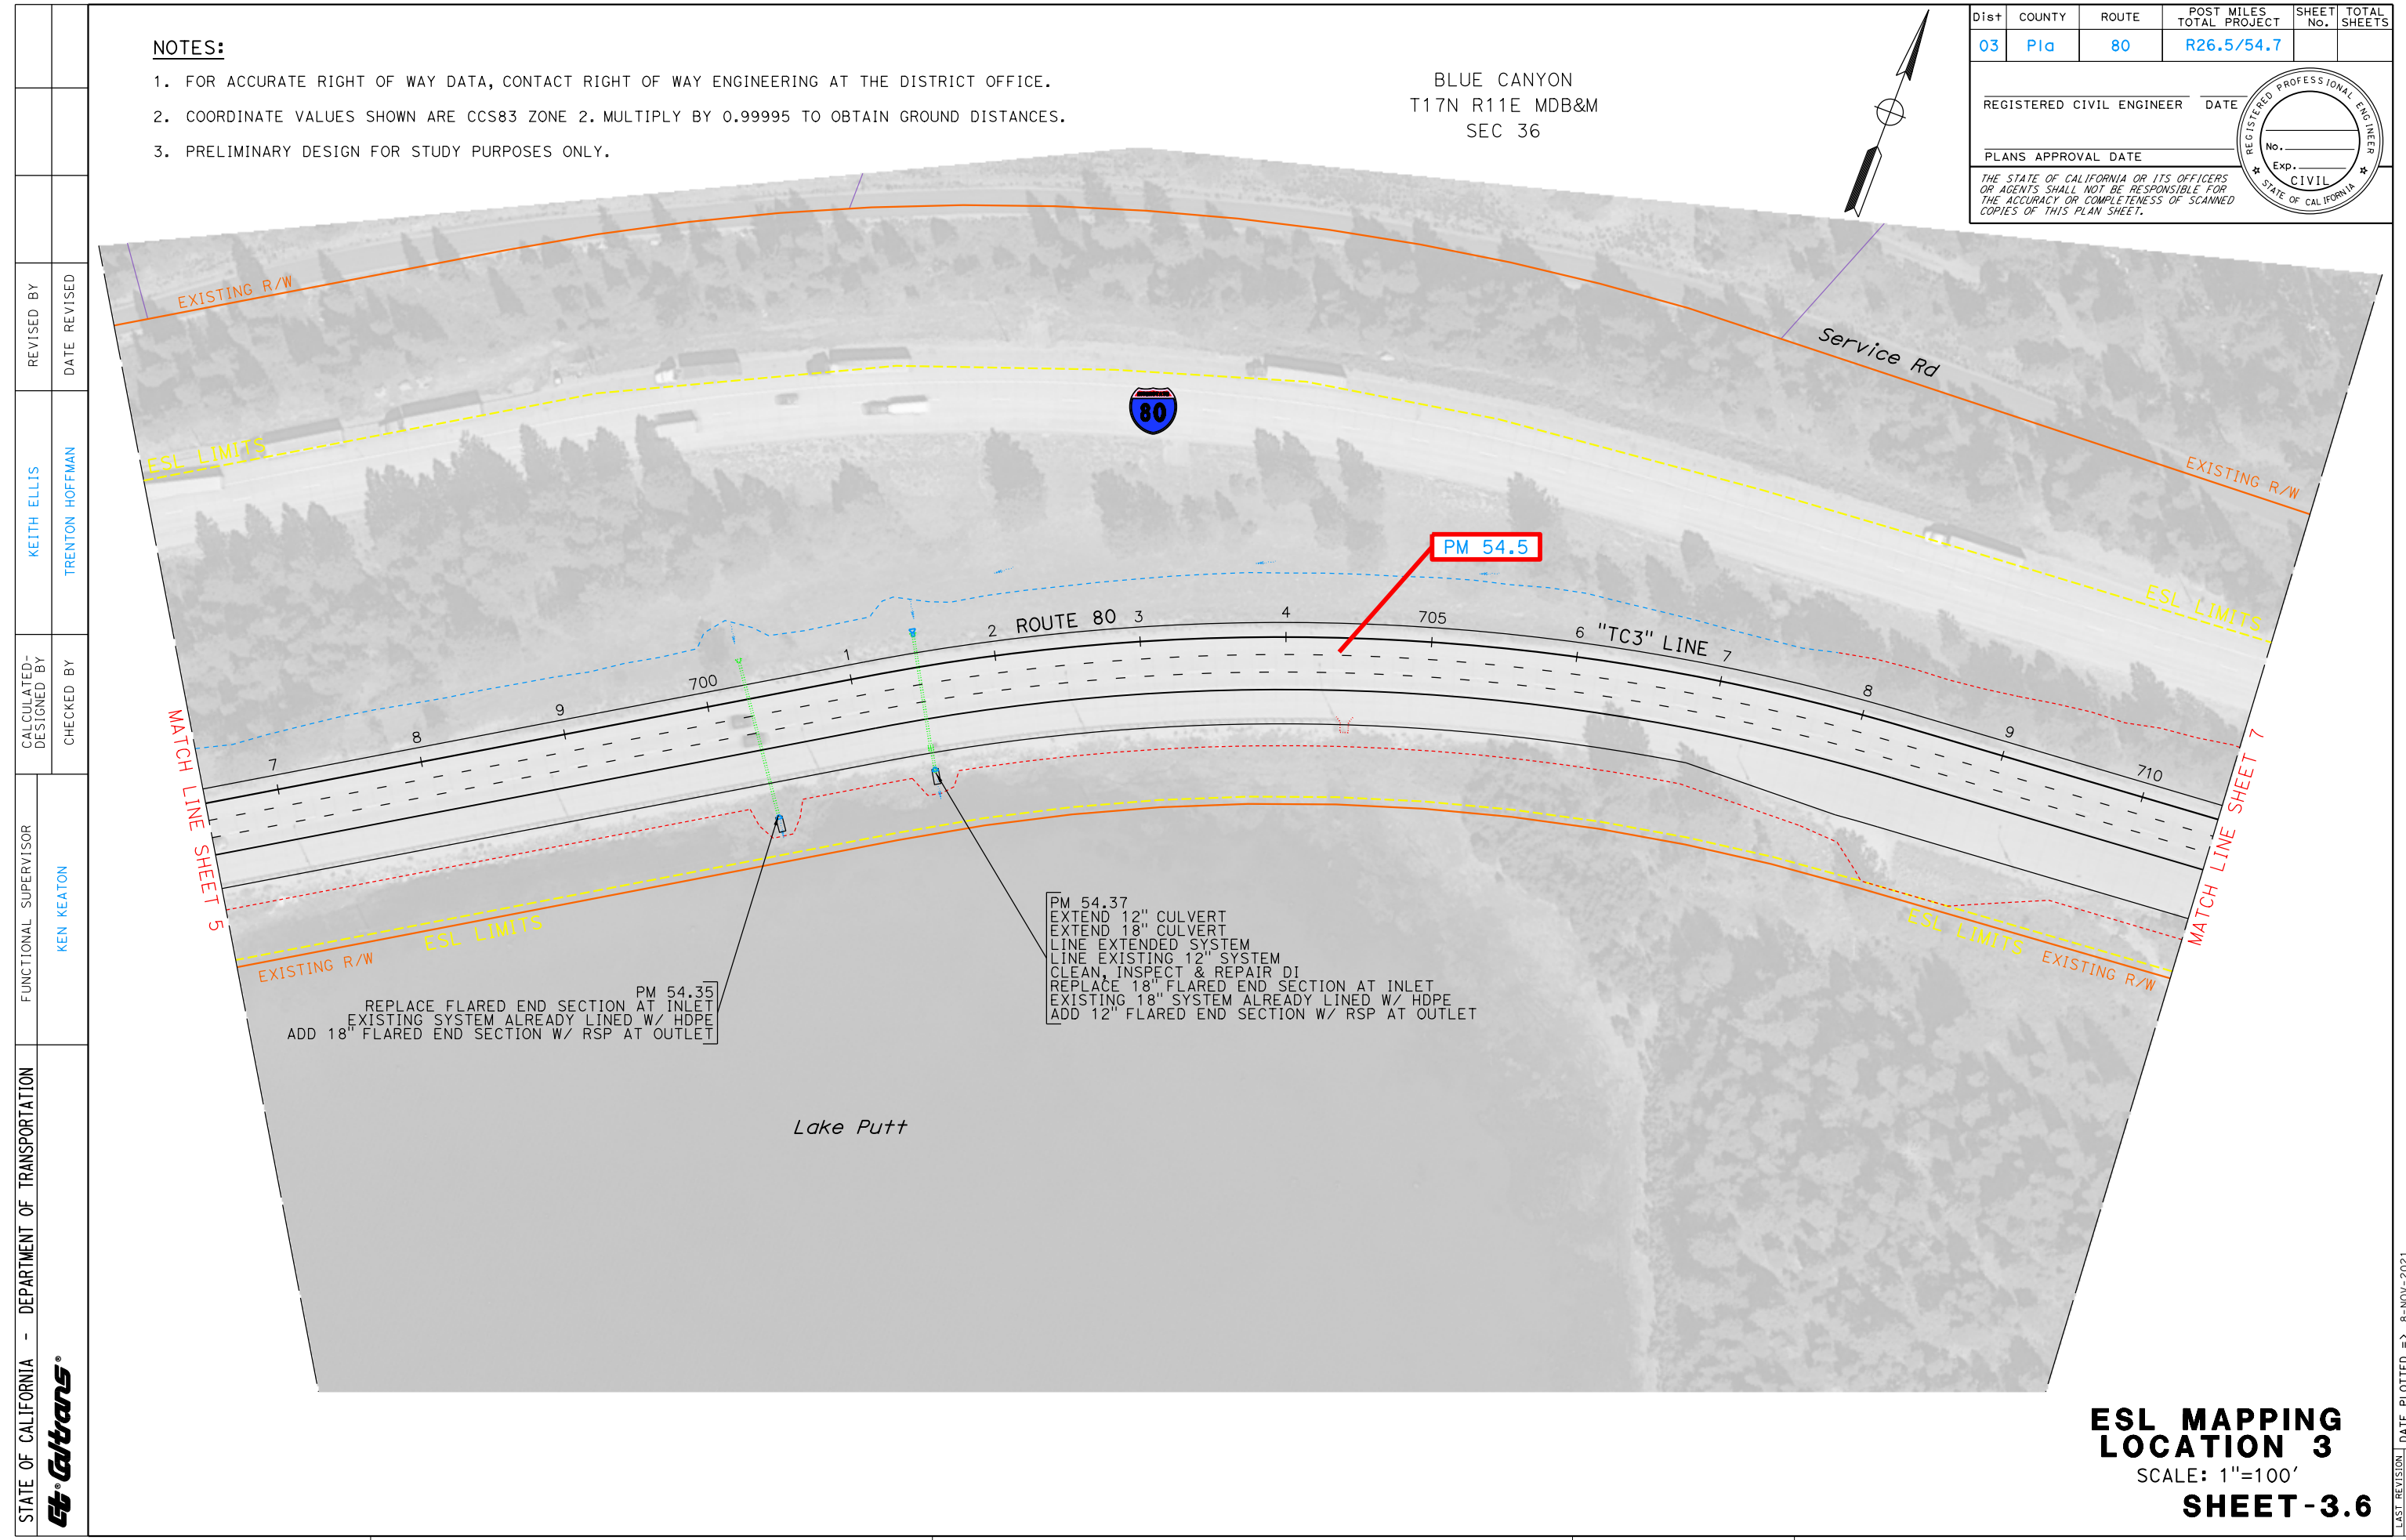 NOTES:
1. FOR ACCURATE RIGHT OF WAY DATA, CONTACT RIGHT OF WAY ENGINEERING AT THE DISTRICT OFFICE.
2. COORDINATE VALUES SHOWN ARE CCS83 ZONE 2. MULTIPLY BY 0.99995 TO OBTAIN GROUND DISTANCES.
3. PRELIMINARY DESIGN FOR STUDY PURPOSES ONLY.
BLUE CANYON
T17N R11E MDB&M
SEC 36
Dist COUNTY ROUTE POST MILES TOTAL PROJECT SHEET No. TOTAL SHEETS
03 Pla 80 R26.5/54.7
REGISTERED CIVIL ENGINEER DATE
PLANS APPROVAL DATE
THE STATE OF CALIFORNIA OR ITS OFFICERS
OR AGENTS SHALL NOT BE RESPONSIBLE FOR
THE ACCURACY OR COMPLETENESS OF SCANNED
COPIES OF THIS PLAN SHEET.
REGISTERED PROFESSIONAL ENGINEER
No.
Exp.
CIVIL
STATE OF CALIFORNIA
EXISTING R/W
Service Rd
EXISTING R/W
ESL LIMITS
80
ESL LIMITS
PM 54.5
ROUTE 80
"TC3" LINE
7
8
9
700
1
2
3
4
705
6
7
8
9
710
MATCH LINE SHEET 5
MATCH LINE SHEET 7
ESL LIMITS
EXISTING R/W
ESL LIMITS
EXISTING R/W
PM 54.37
EXTEND 12" CULVERT
EXTEND 18" CULVERT
LINE EXTENDED SYSTEM
LINE EXISTING 12" SYSTEM
CLEAN, INSPECT & REPAIR DI
REPLACE 18" FLARED END SECTION AT INLET
EXISTING 18" SYSTEM ALREADY LINED W/ HDPE
ADD 12" FLARED END SECTION W/ RSP AT OUTLET
PM 54.35
REPLACE FLARED END SECTION AT INLET
EXISTING SYSTEM ALREADY LINED W/ HDPE
ADD 18" FLARED END SECTION W/ RSP AT OUTLET
Lake Putt
ESL MAPPING
LOCATION 3
SCALE: 1"=100'
SHEET-3.6
REVISED BY
DATE REVISED
KEITH ELLIS
TRENTON HOFFMAN
CALCULATED-
DESIGNED BY
CHECKED BY
FUNCTIONAL SUPERVISOR
KEN KEATON
STATE OF CALIFORNIA - DEPARTMENT OF TRANSPORTATION
Caltrans
LAST REVISION
DATE PLOTTED => 8-NOV-2021